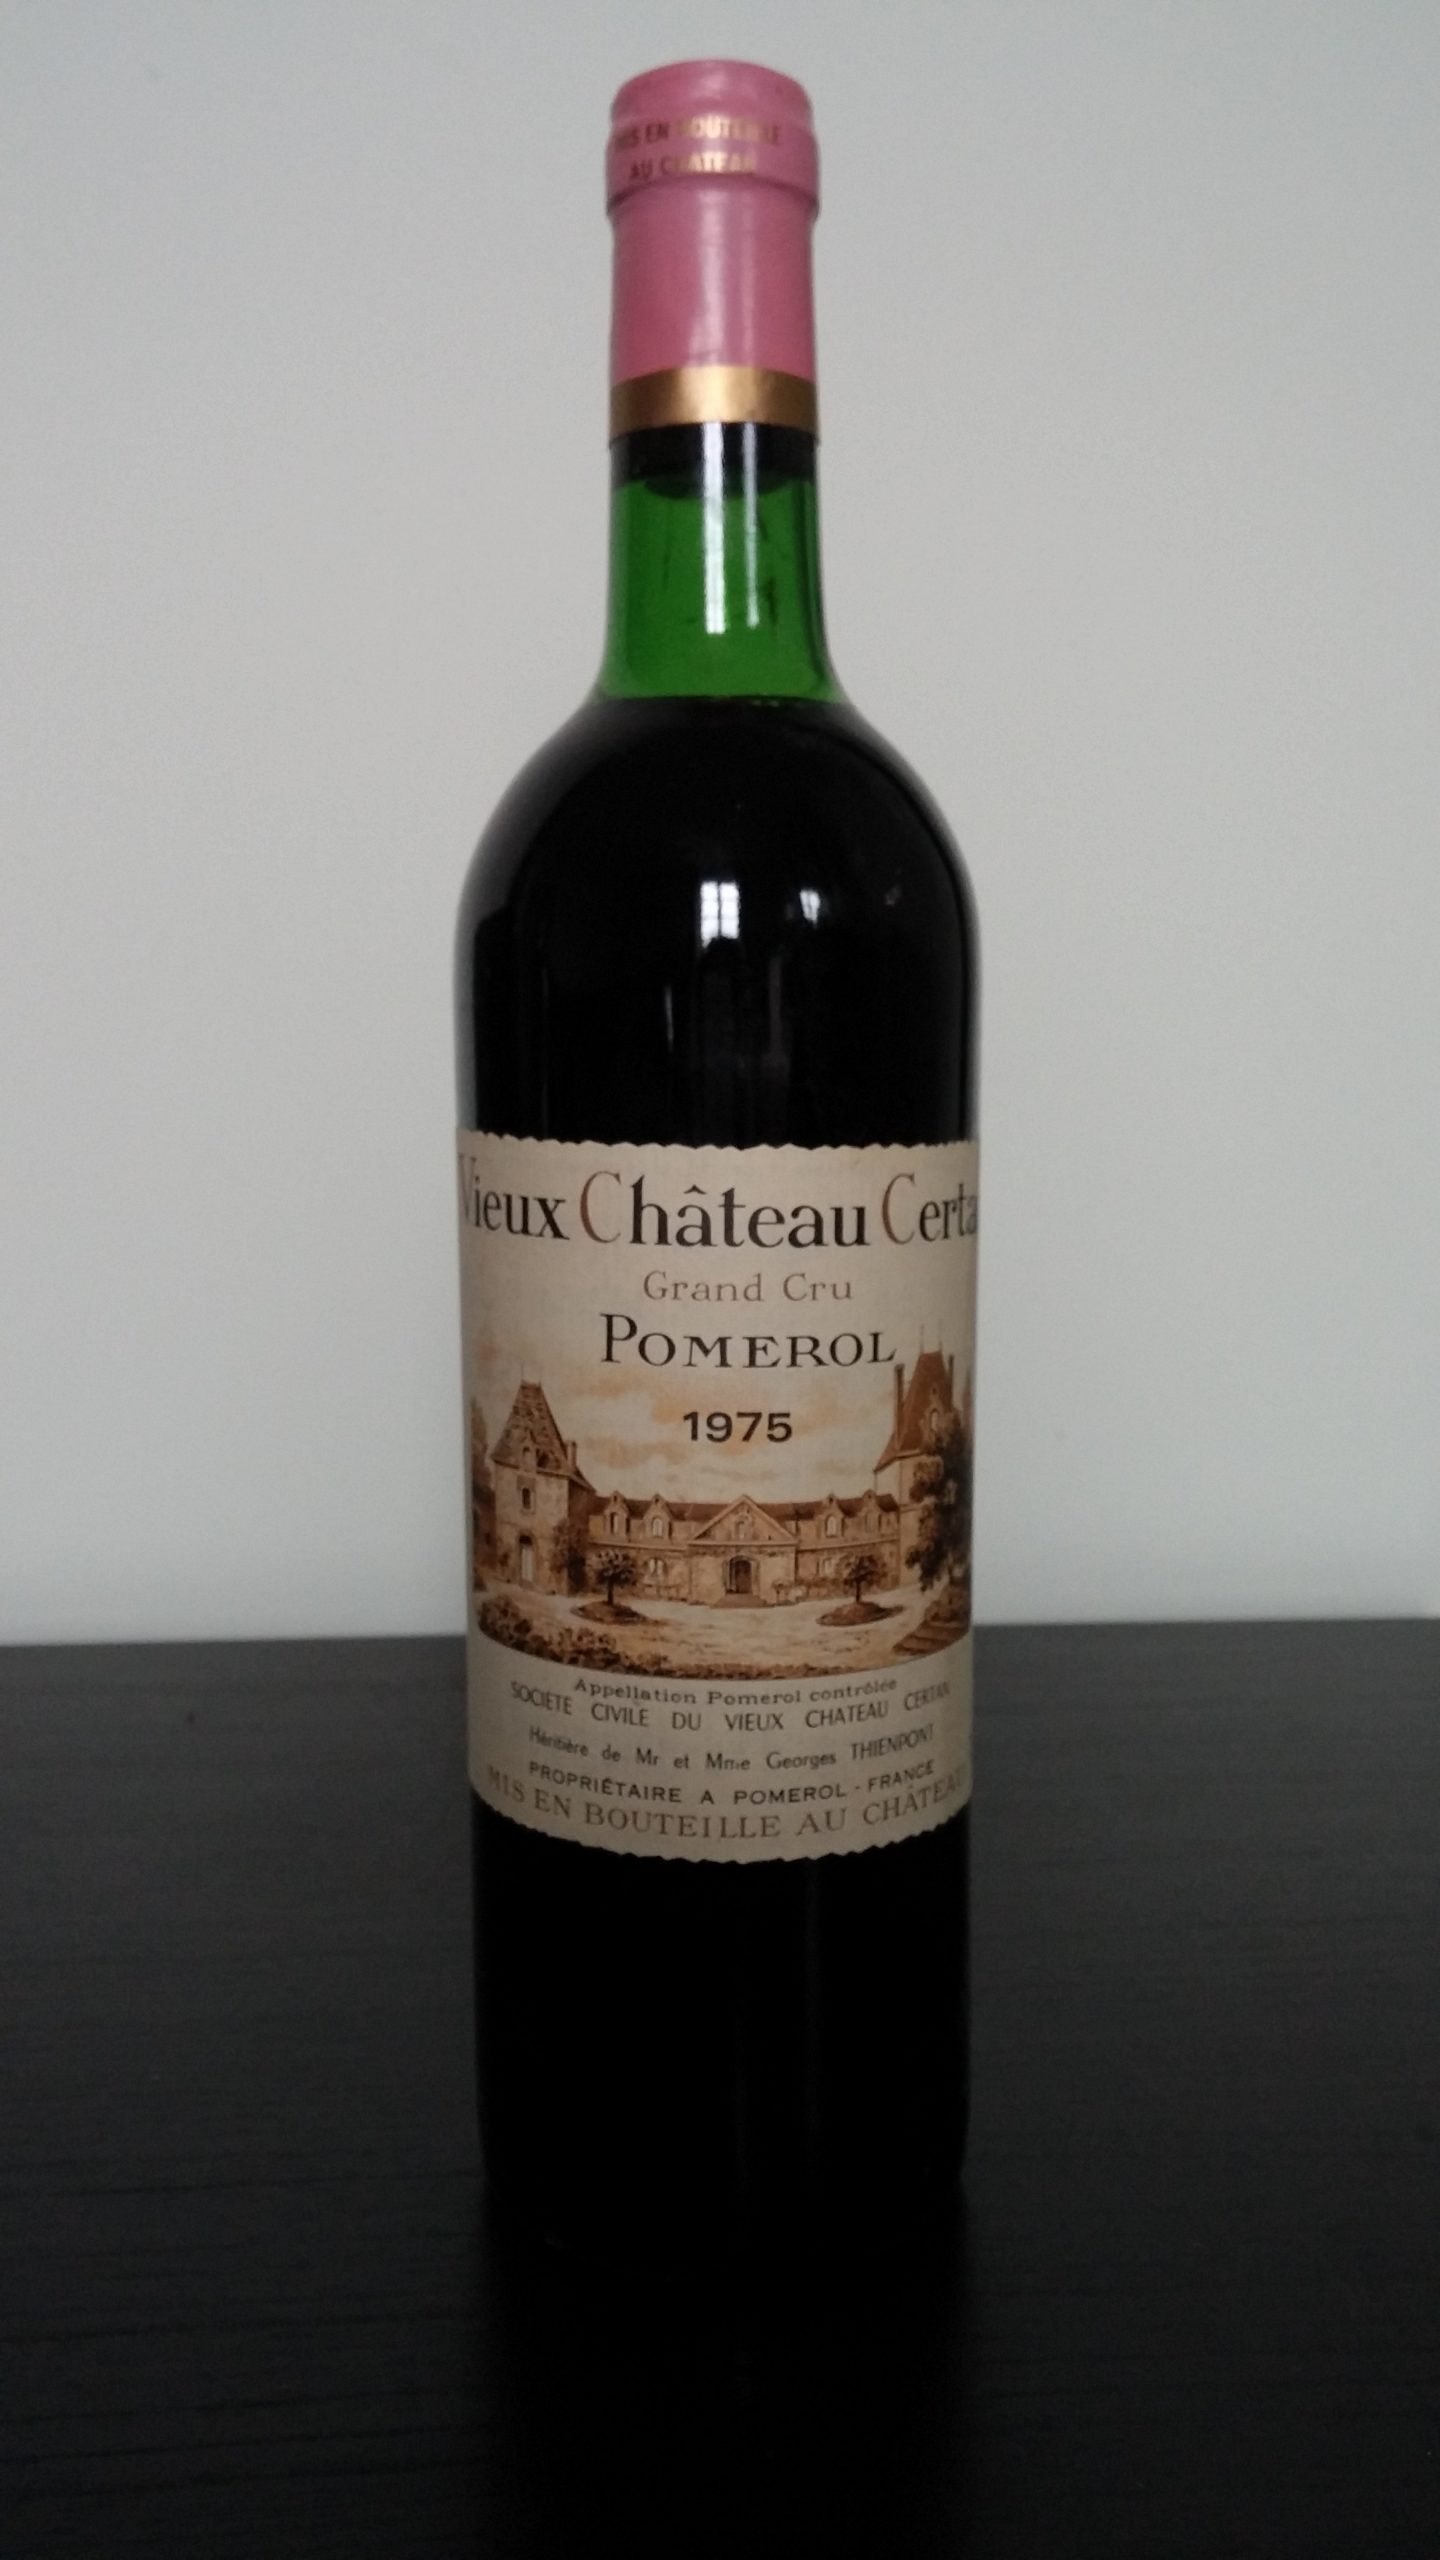 MIS EN BOUTEILLE
AU CHATEAU
Vieux Château Certa
Grand Cru
POMEROL
1975
Appellation Pomerol contrôlée
SOCIÉTÉ CIVILE DU VIEUX CHATEAU CERTAN
Héritière de Mr et Mme Georges THIENPONT
PROPRIÉTAIRE A POMEROL - FRANCE
MIS EN BOUTEILLE AU CHÂTEAU